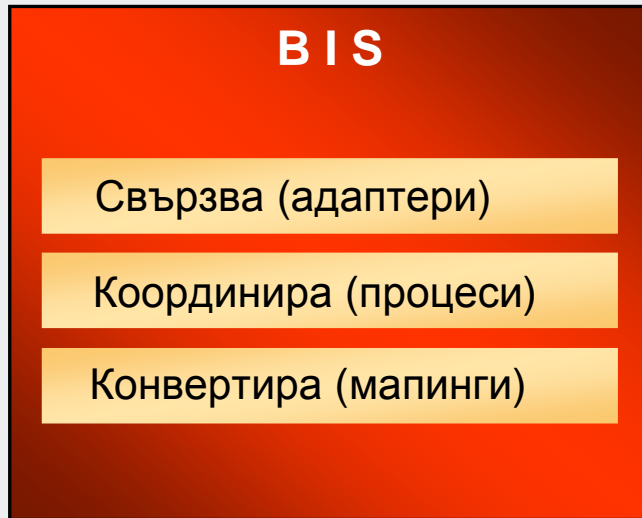 B I S
Свързва (адаптери)
Координира (процеси)
Конвертира (мапинги)